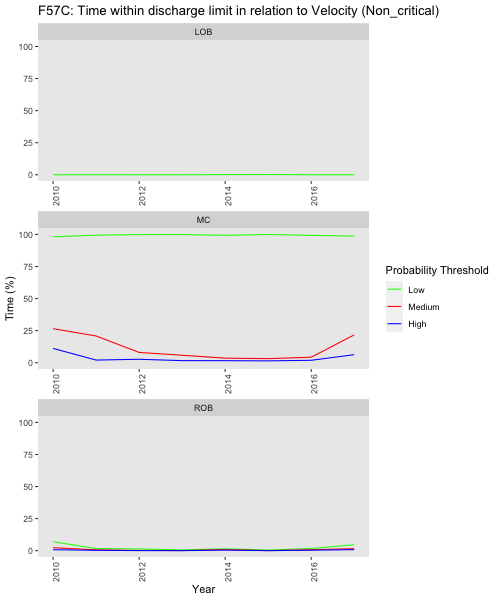 F57C: Time within discharge limit in relation to Velocity (Non_critical)
LOB
100
75
50
25
0
2010
2012
2014
2016
MC
100
75
50
25
0
2010
2012
2014
2016
Time (%)
Probability Threshold
Low
Medium
High
ROB
100
75
50
25
0
2010
2012
2014
2016
Year